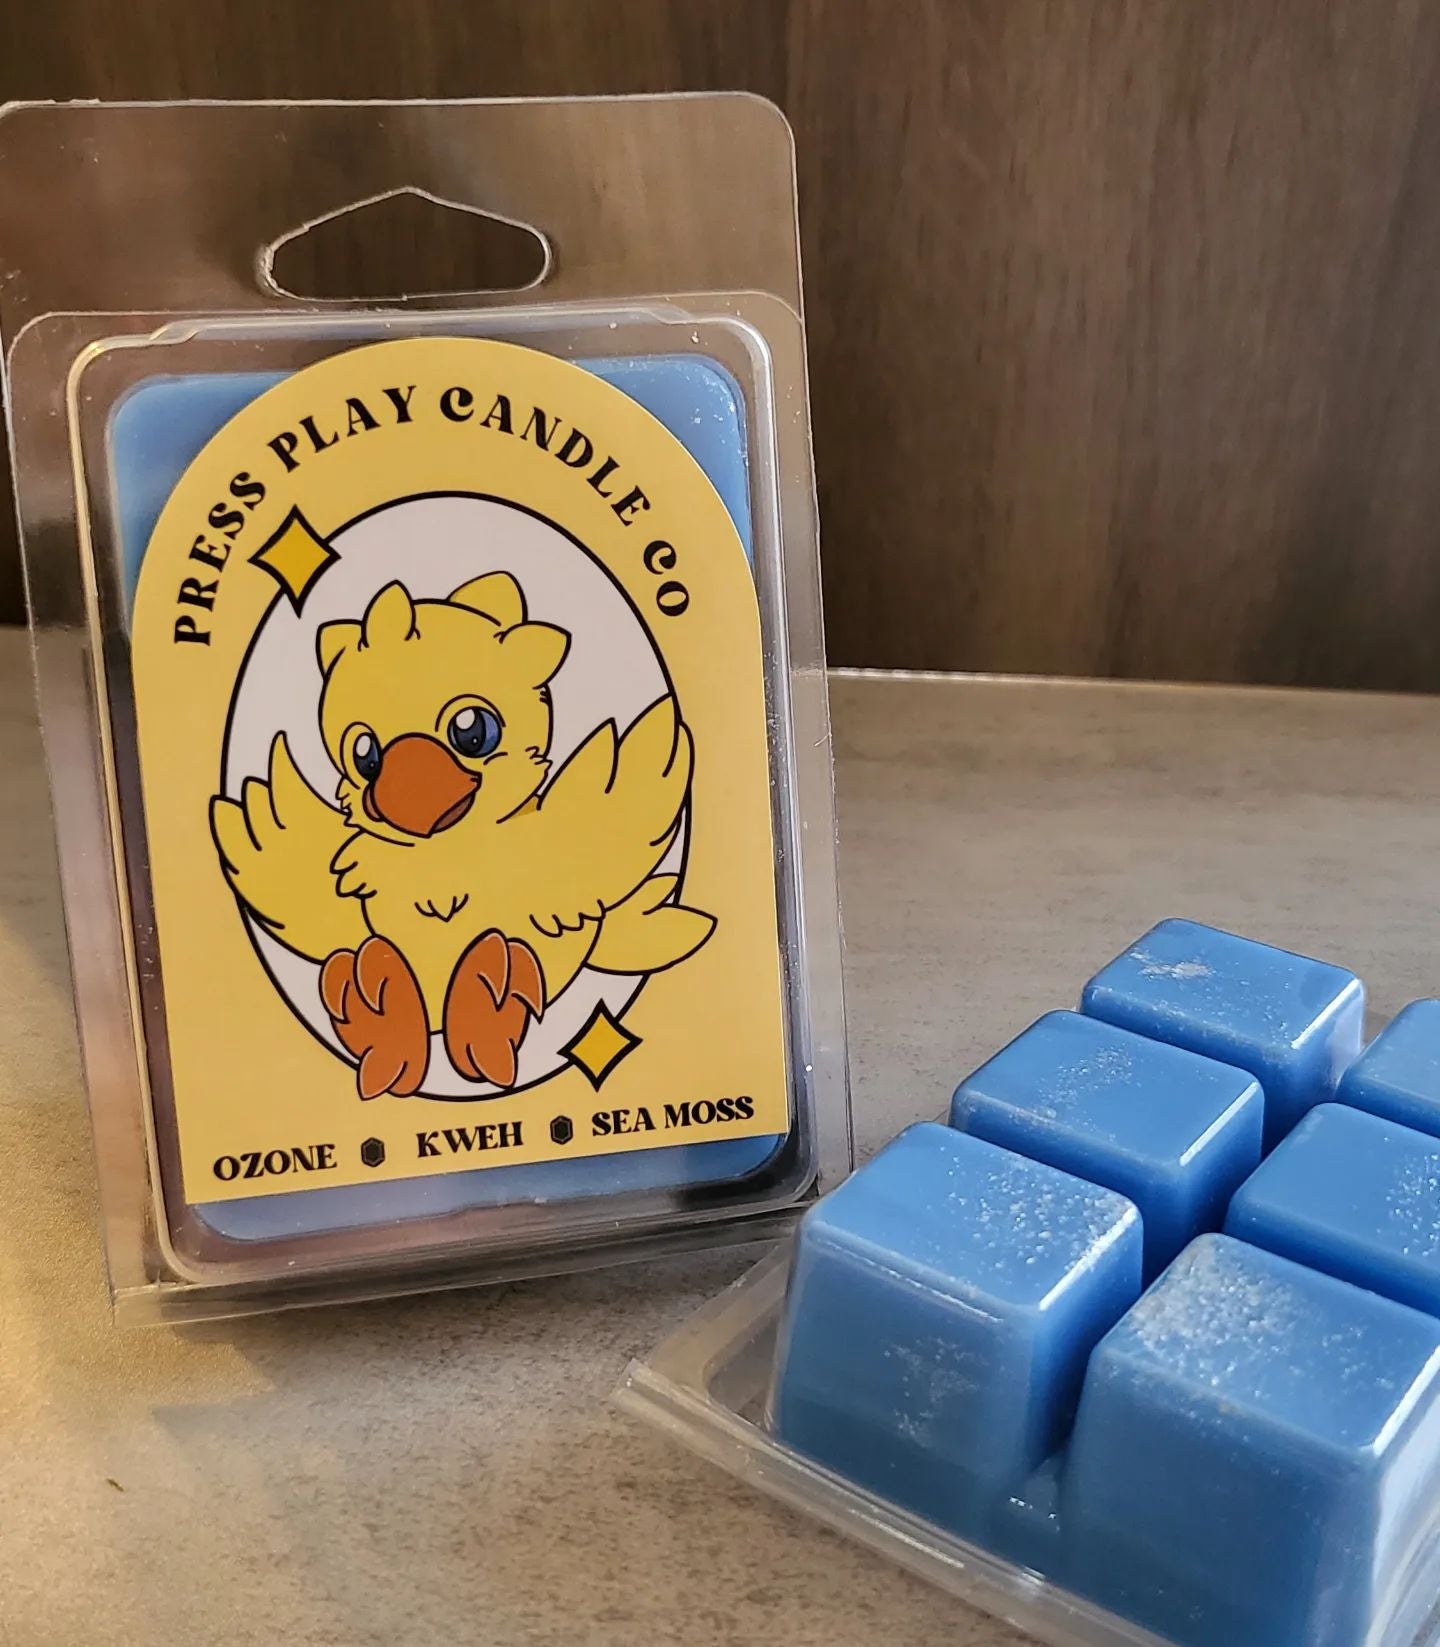 PRESS PLAY CANDLE CO
OZONE ⬢ KWEH ⬢ SEA MOSS